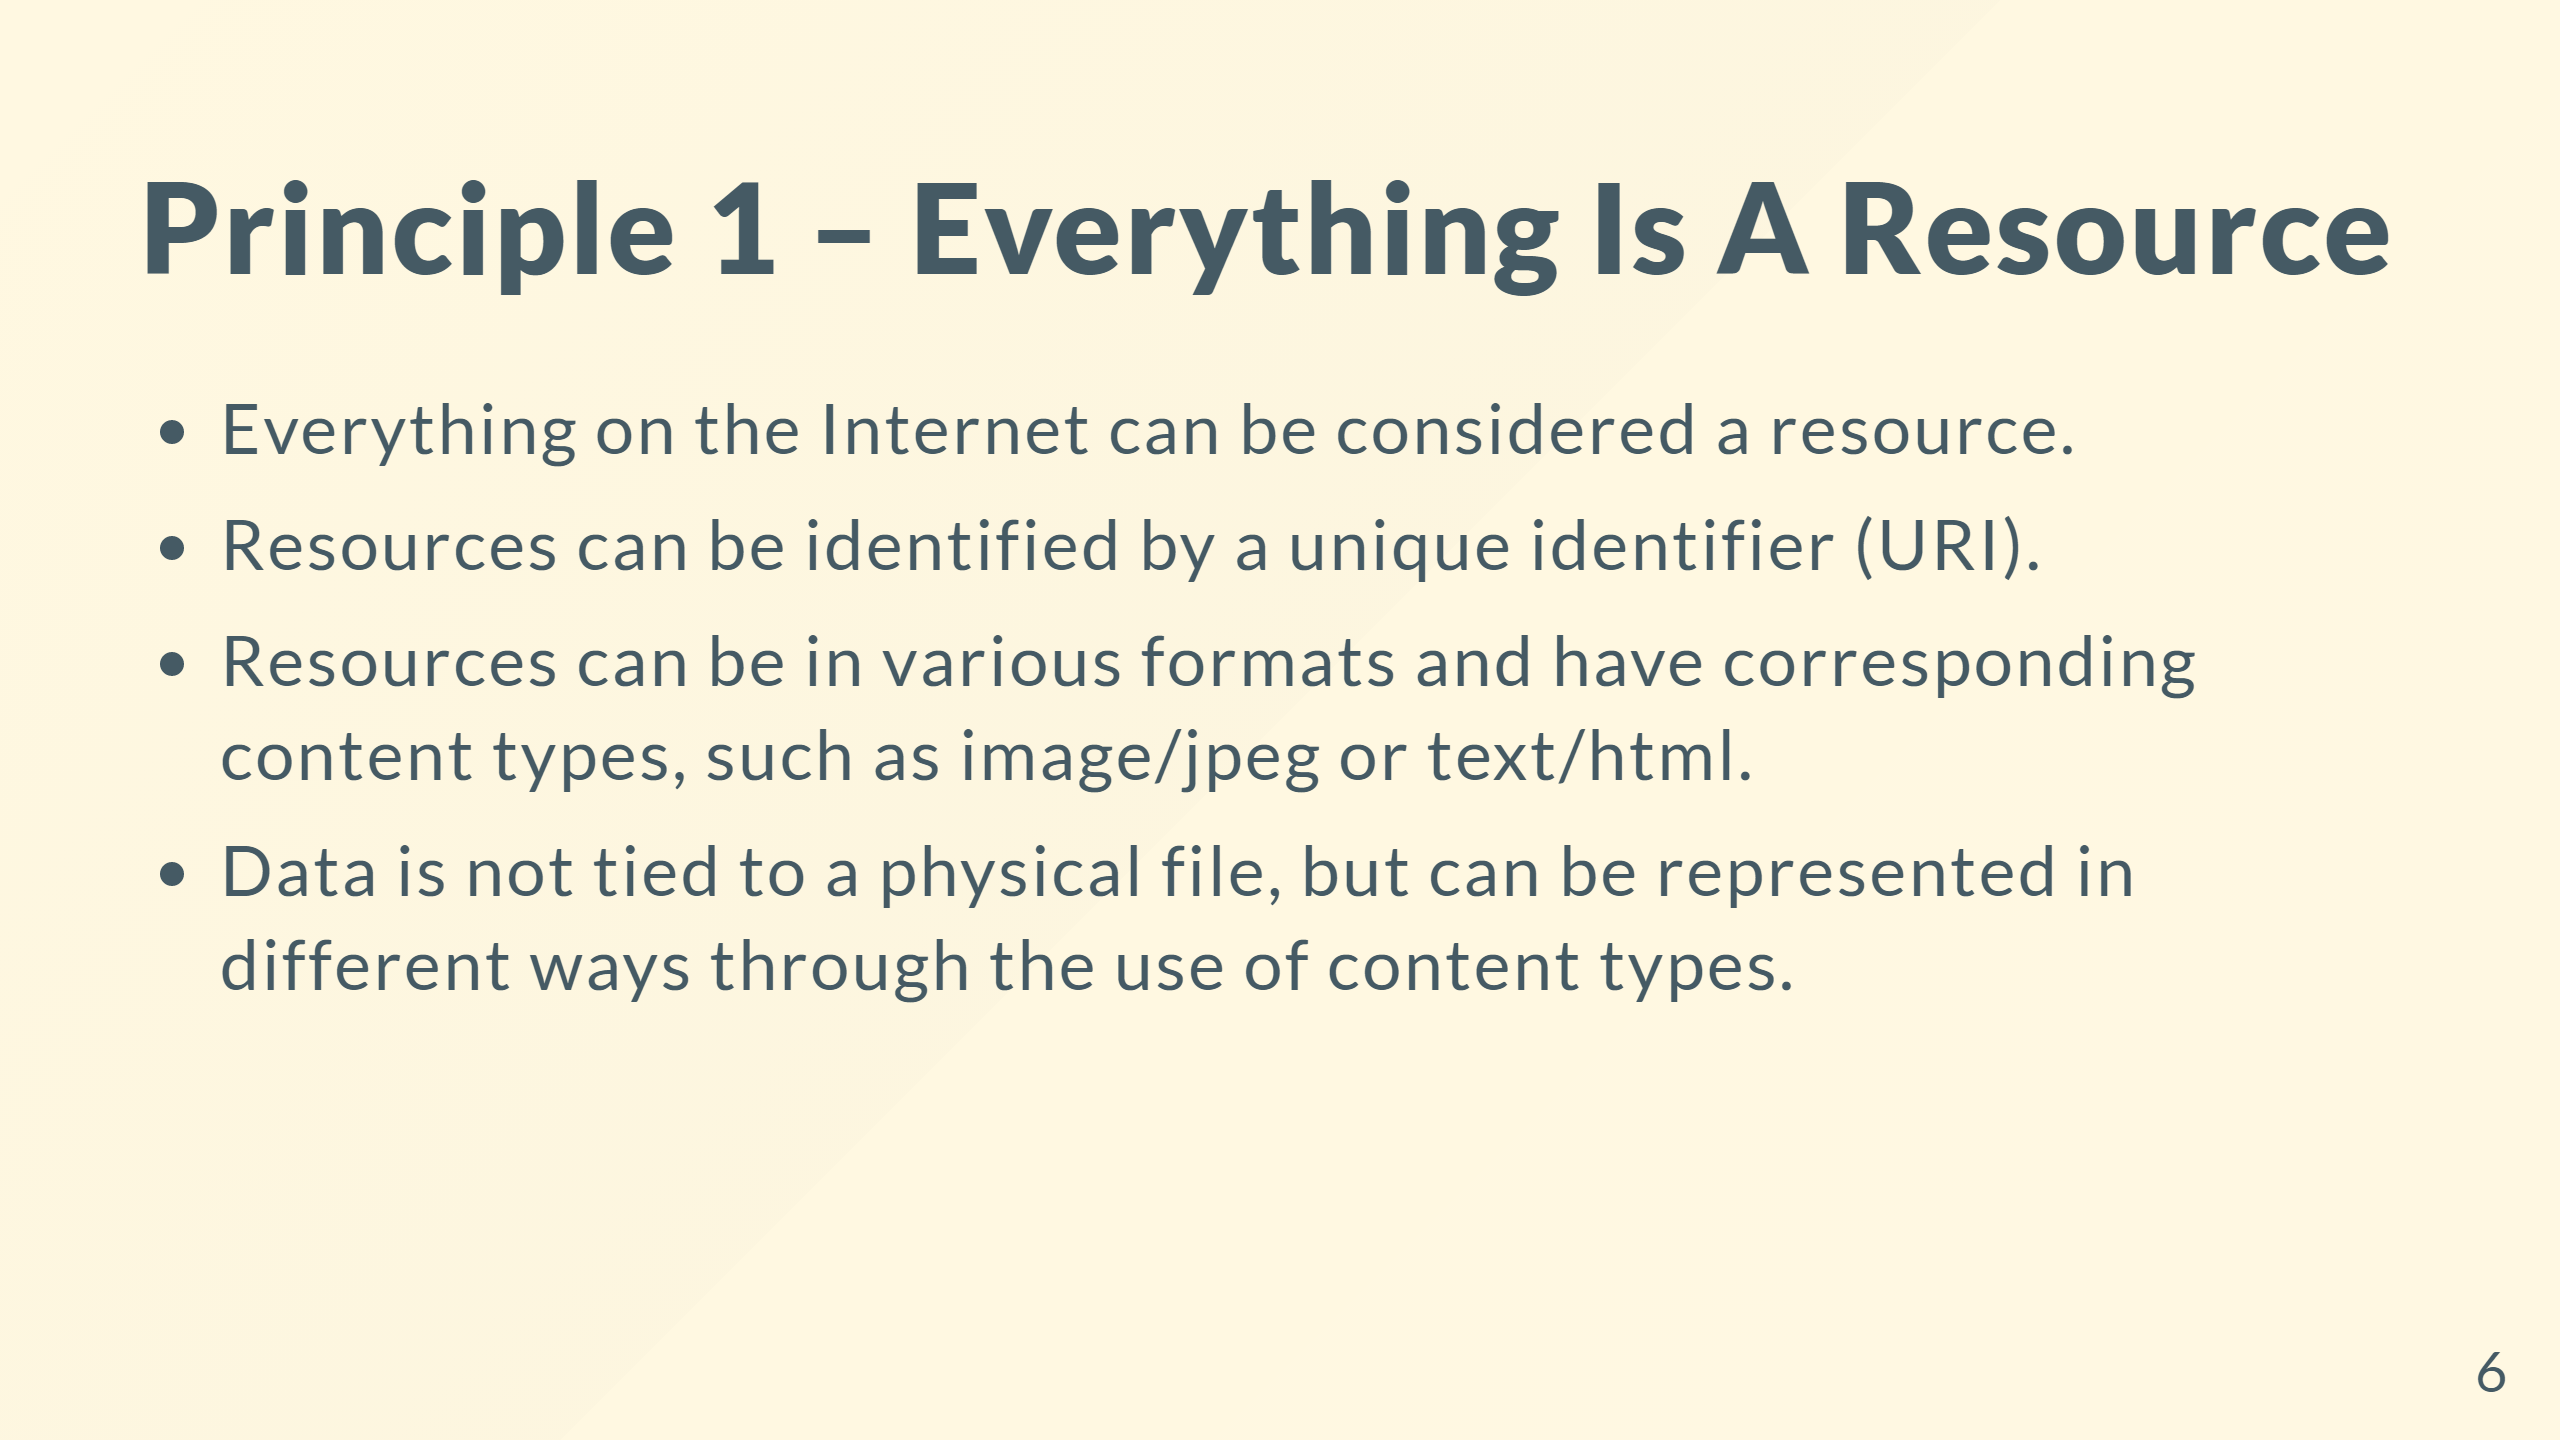 Principle 1 – Everything Is A Resource
• Everything on the Internet can be considered a resource.
• Resources can be identified by a unique identifier (URI).
• Resources can be in various formats and have corresponding
content types, such as image/jpeg or text/html.
• Data is not tied to a physical file, but can be represented in
different ways through the use of content types.
6